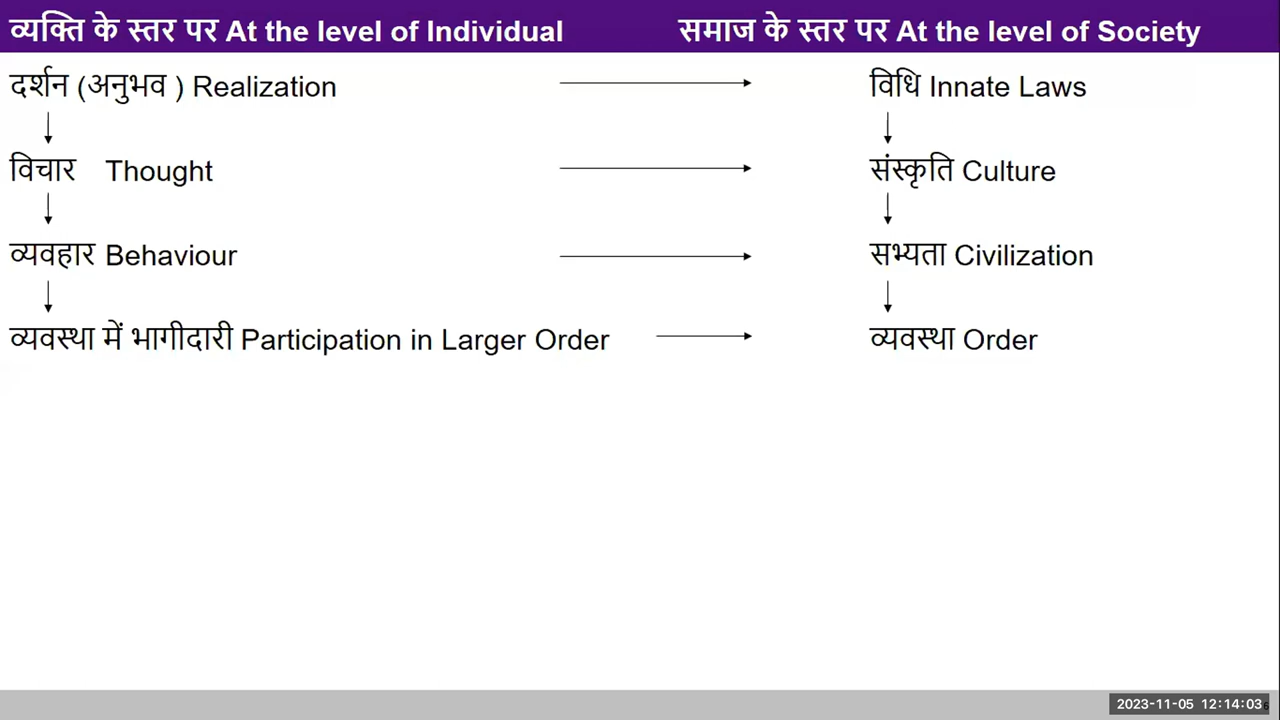 व्यक्ति के स्तर पर At the level of Individual समाज के स्तर पर At the level of Society
दर्शन (अनुभव ) Realization विधि Innate Laws
विचार Thought संस्कृति Culture
व्यवहार Behaviour सभ्यता Civilization
व्यवस्था में भागीदारी Participation in Larger Order व्यवस्था Order
2023-11-05 12:14:03